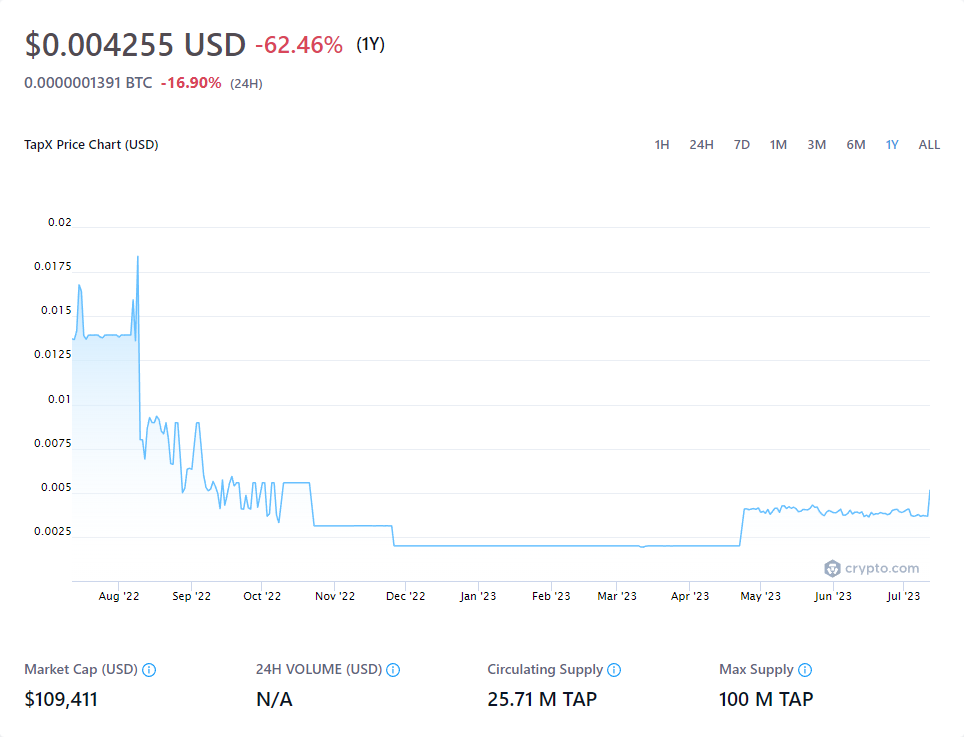 $0.004255 USD -62.46% (1Y)
0.0000001391 BTC -16.90% (24H)
TapX Price Chart (USD) 1H 24H 7D 1M 3M 6M 1Y ALL
0.02
0.0175
0.015
0.0125
0.01
0.0075
0.005
0.0025
crypto.com
Aug '22 Sep '22 Oct '22 Nov '22 Dec '22 Jan '23 Feb '23 Mar '23 Apr '23 May '23 Jun '23 Jul '23
Market Cap (USD) 24H VOLUME (USD) Circulating Supply Max Supply
$109,411 N/A 25.71 M TAP 100 M TAP